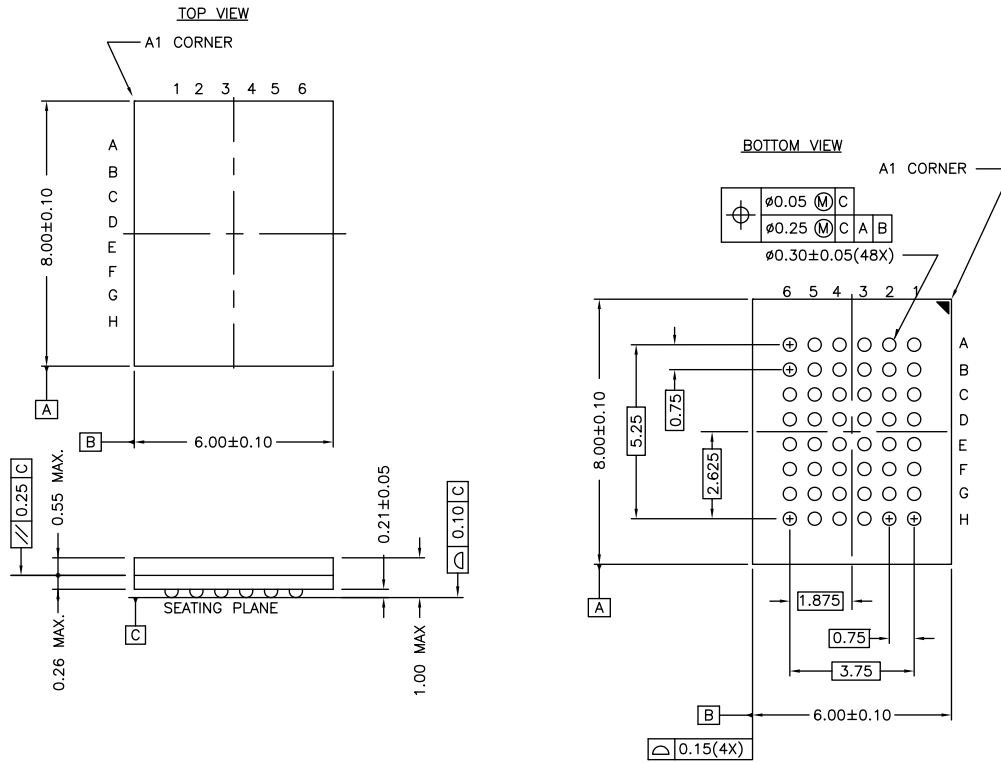 TOP VIEW
A1 CORNER
1 2 3 4 5 6
A
B
C
D
E
F
G
H
8.00±0.10
A
B
6.00±0.10
// 0.25 C
0.55 MAX.
0.21±0.05
⌓ 0.10 C
SEATING PLANE
C
0.26 MAX.
1.00 MAX
BOTTOM VIEW
A1 CORNER
⌖ ø0.05 Ⓜ C
ø0.25 Ⓜ C A B
ø0.30±0.05(48X)
6 5 4 3 2 1
A
B
C
D
E
F
G
H
8.00±0.10
5.25
0.75
2.625
A
1.875
0.75
3.75
B
6.00±0.10
⌓ 0.15(4X)